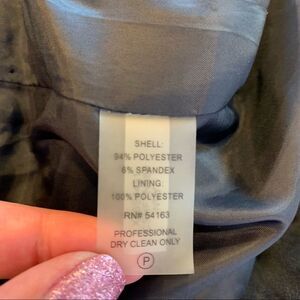 SHELL:
94% POLYESTER
6% SPANDEX
LINING:
100% POLYESTER
RN# 54163
PROFESSIONAL
DRY CLEAN ONLY
P